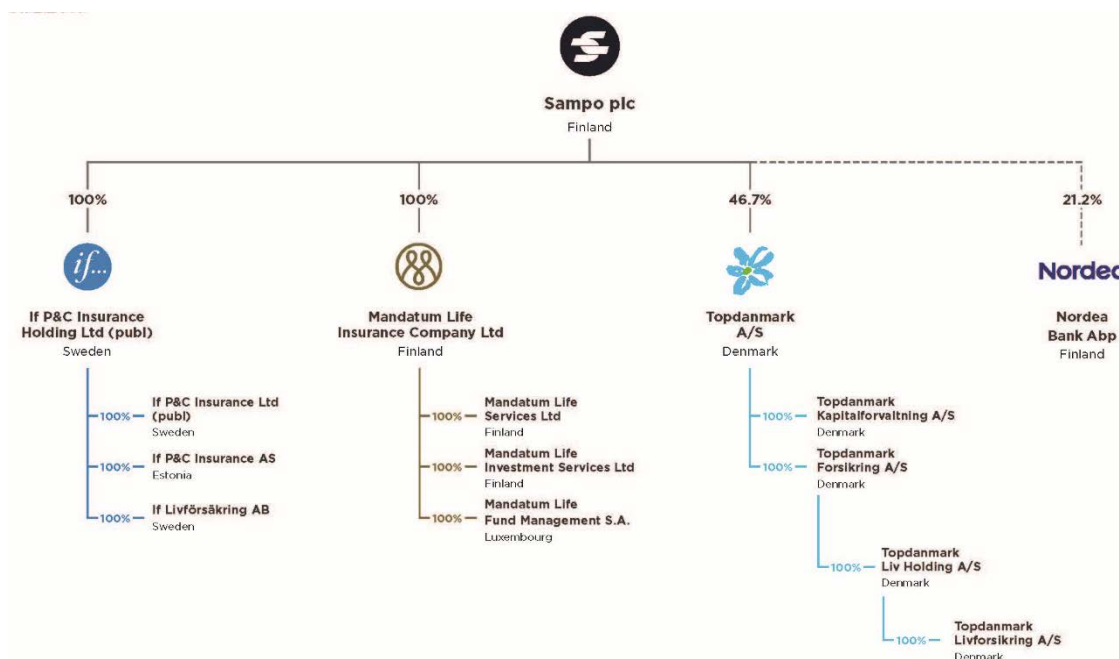 Sampo plc
Finland
100%
100%
46.7%
21.2%
if...
Nordea
If P&C Insurance
Holding Ltd (publ)
Sweden
Mandatum Life
Insurance Company Ltd
Finland
Topdanmark
A/S
Denmark
Nordea
Bank Abp
Finland
100%
If P&C Insurance Ltd
(publ)
Sweden
100%
If P&C Insurance AS
Estonia
100%
If Livförsäkring AB
Sweden
100%
Mandatum Life
Services Ltd
Finland
100%
Mandatum Life
Investment Services Ltd
Finland
100%
Mandatum Life
Fund Management S.A.
Luxembourg
100%
Topdanmark
Kapitalforvaltning A/S
Denmark
100%
Topdanmark
Forsikring A/S
Denmark
100%
Topdanmark
Liv Holding A/S
Denmark
100%
Topdanmark
Livforsikring A/S
Denmark